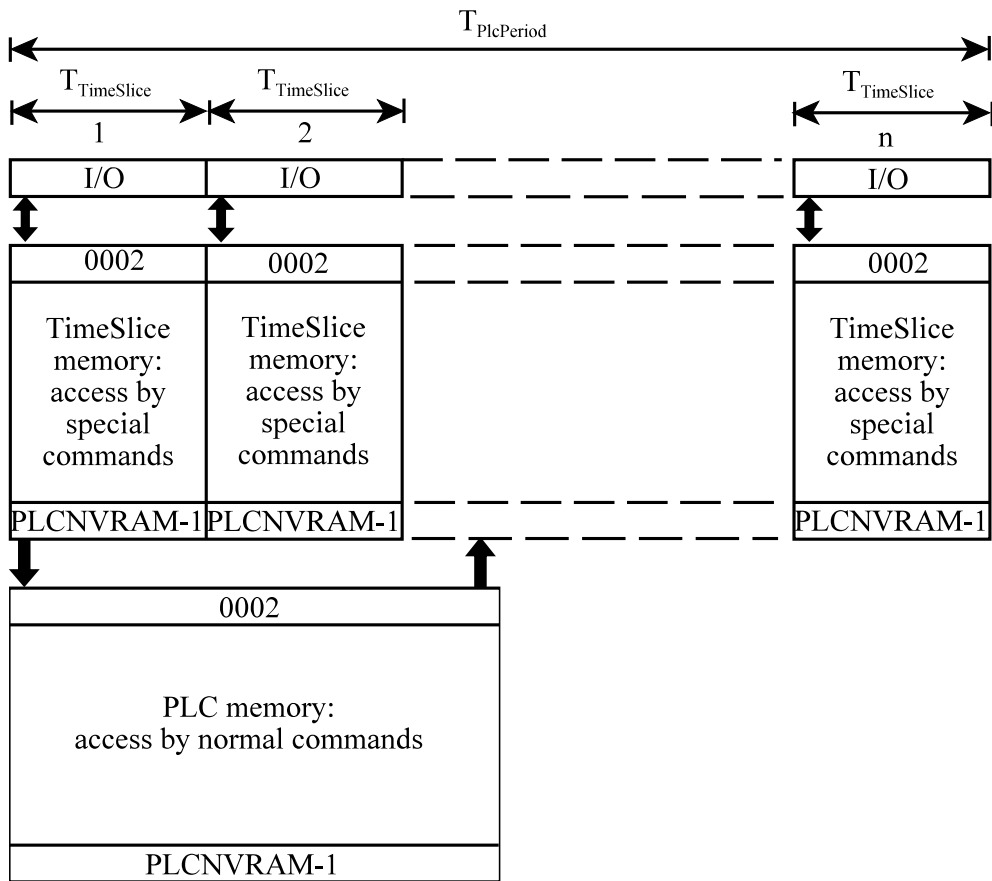 T_PlcPeriod
T_TimeSlice T_TimeSlice T_TimeSlice
1 2 n
I/O I/O I/O
0002 0002 0002
TimeSlice
memory:
access by
special
commands
TimeSlice
memory:
access by
special
commands
TimeSlice
memory:
access by
special
commands
PLCNVRAM-1 PLCNVRAM-1 PLCNVRAM-1
0002
PLC memory:
access by normal commands
PLCNVRAM-1